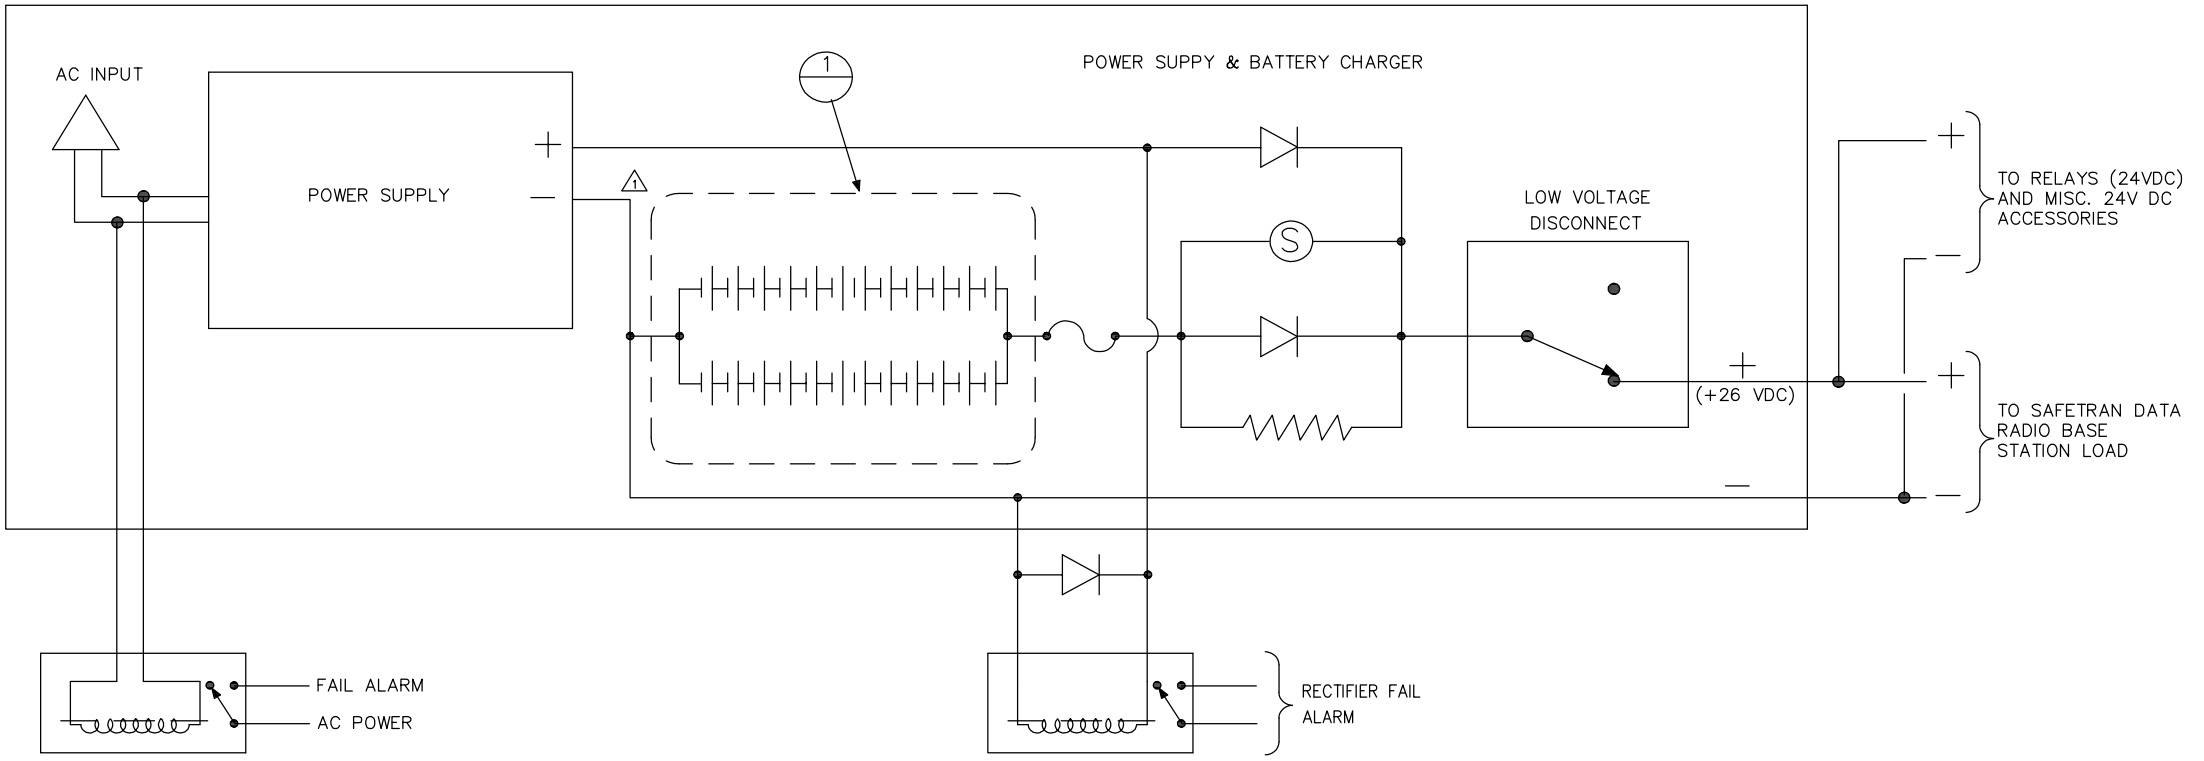 AC INPUT
1
POWER SUPPY & BATTERY CHARGER
+
POWER SUPPLY
—
1
S
LOW VOLTAGE
DISCONNECT
+
(+26 VDC)
—
+
TO RELAYS (24VDC)
AND MISC. 24V DC
ACCESSORIES
—
+
TO SAFETRAN DATA
RADIO BASE
STATION LOAD
—
FAIL ALARM
AC POWER
RECTIFIER FAIL
ALARM